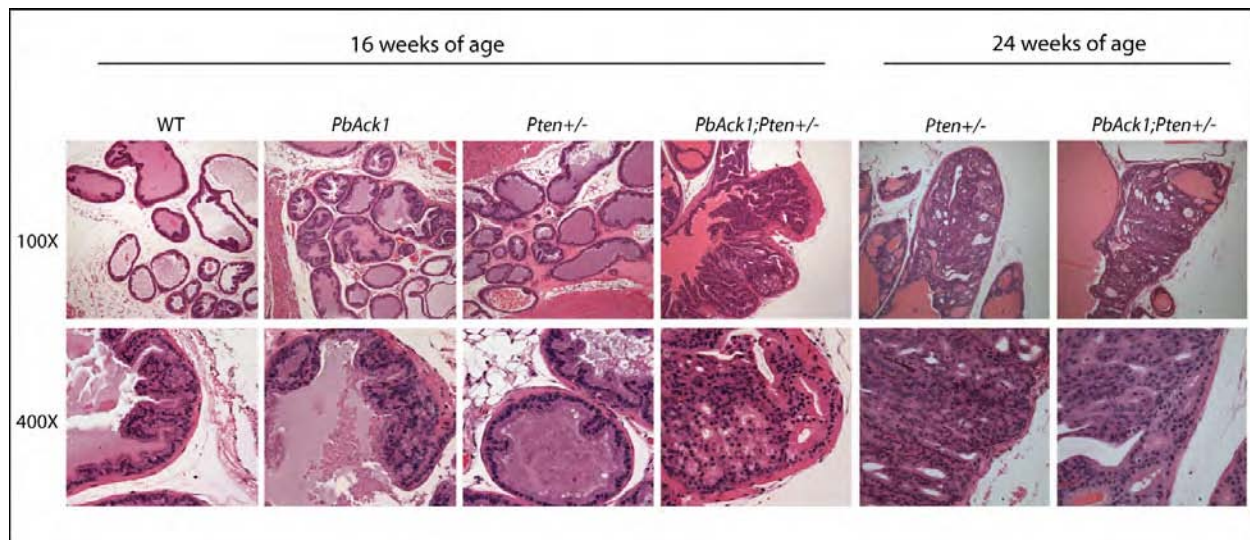 16 weeks of age
24 weeks of age
WT
PbAck1
Pten+/-
PbAck1;Pten+/-
Pten+/-
PbAck1;Pten+/-
100X
400X